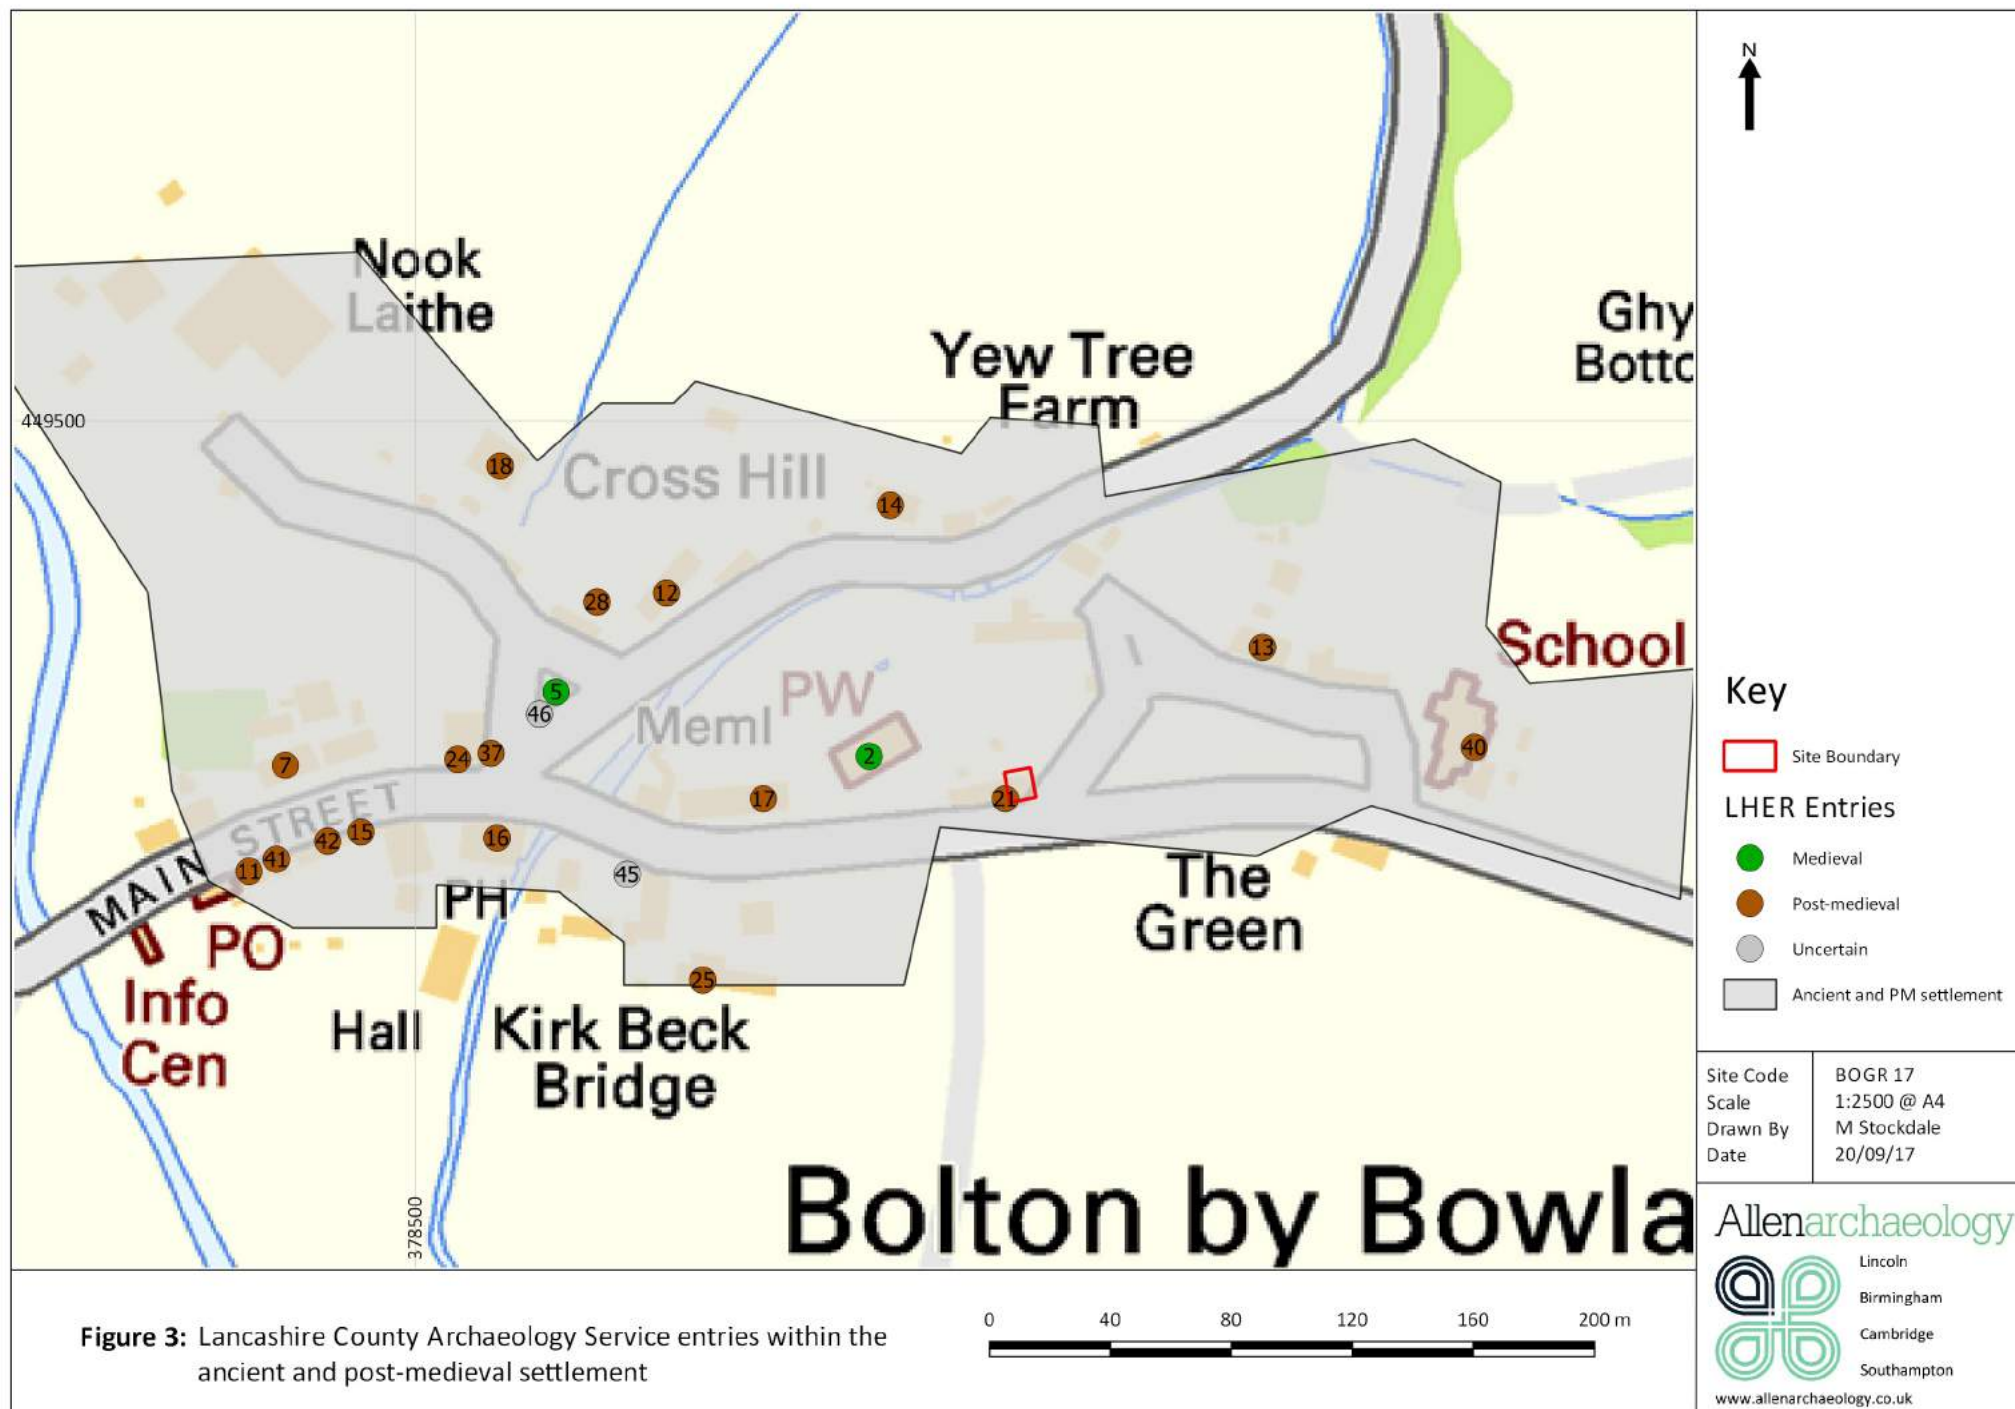 N
Nook
Laithe
Yew Tree
Farm
Ghy
Botto
449500
Cross Hill
18
14
28
12
13
School
5
46
Meml
PW
2
24
37
7
17
21
40
MAIN STREET
42
15
16
11
41
45
PH
PO
The
Green
25
Info
Cen
Hall
Kirk Beck
Bridge
378500
Bolton by Bowla
Key
Site Boundary
LHER Entries
Medieval
Post-medieval
Uncertain
Ancient and PM settlement
Site Code BOGR 17
Scale 1:2500 @ A4
Drawn By M Stockdale
Date 20/09/17
Allenarchaeology
Lincoln
Birmingham
Cambridge
Southampton
www.allenarchaeology.co.uk
Figure 3: Lancashire County Archaeology Service entries within the
ancient and post-medieval settlement
0 40 80 120 160 200 m